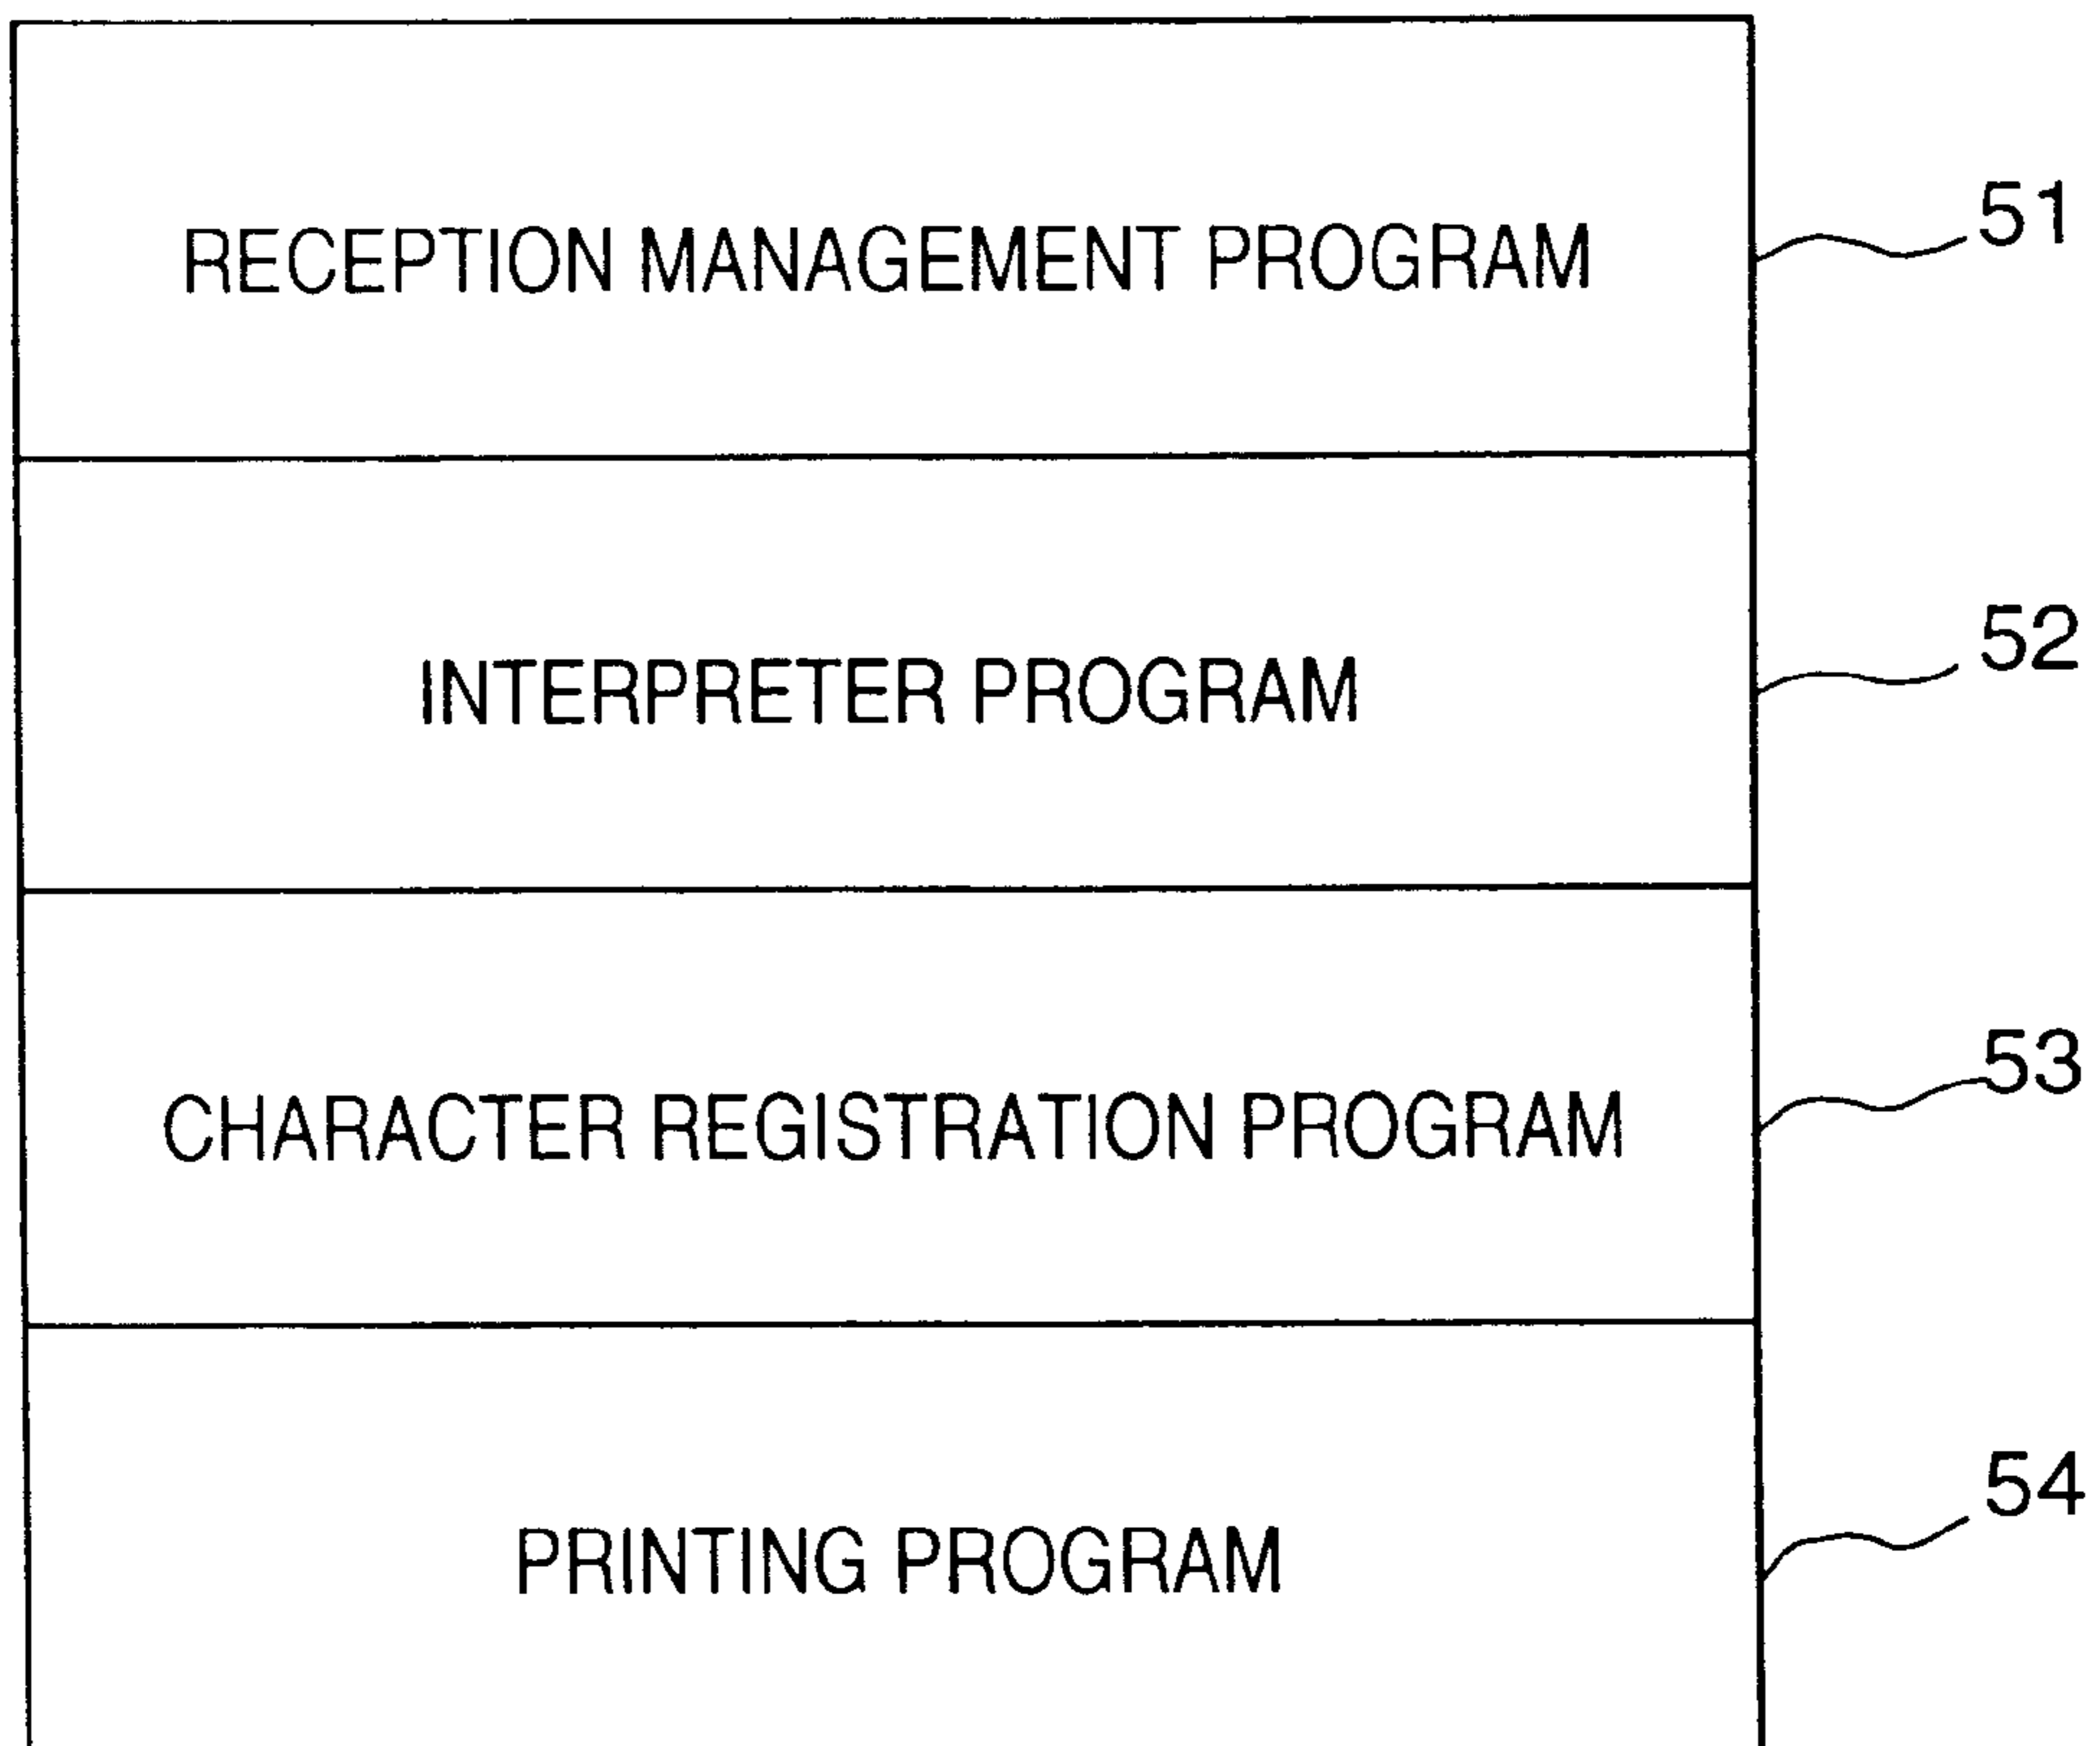 RECEPTION MANAGEMENT PROGRAM 51
INTERPRETER PROGRAM 52
CHARACTER REGISTRATION PROGRAM 53
PRINTING PROGRAM 54